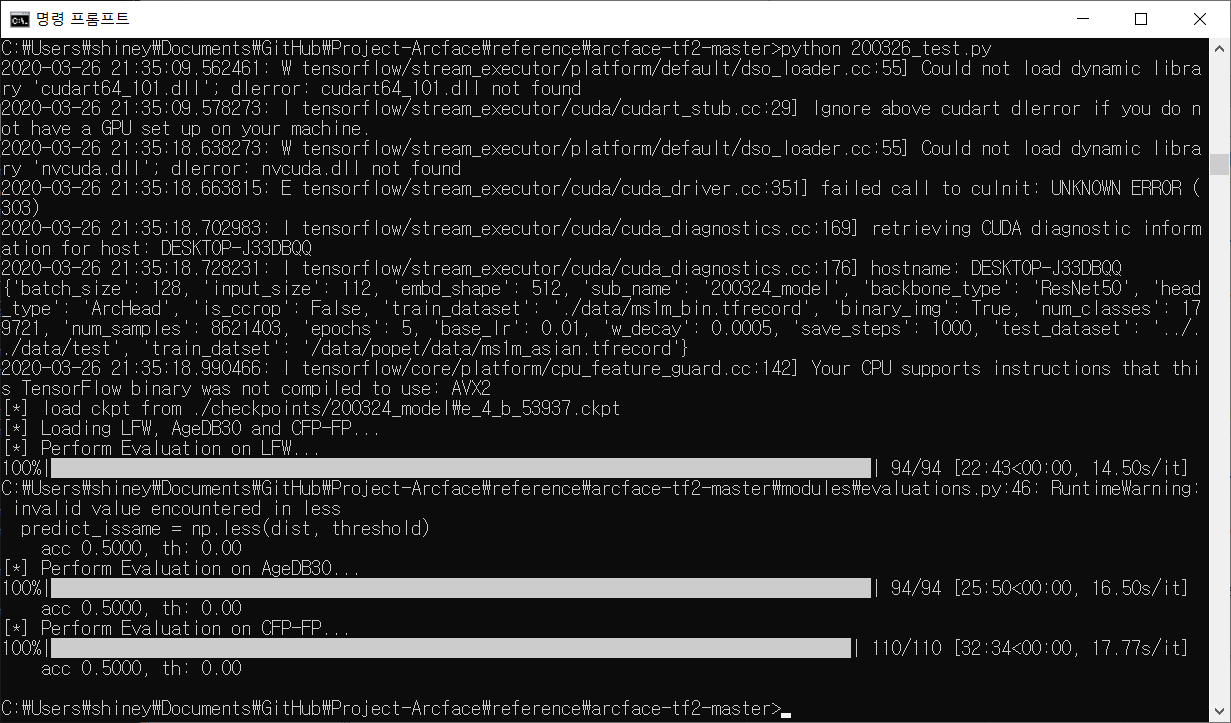 명령 프롬프트
C:₩Users₩shiney₩Documents₩GitHub₩Project-Arcface₩reference₩arcface-tf2-master>python 200326_test.py
2020-03-26 21:35:09.562461: W tensorflow/stream_executor/platform/default/dso_loader.cc:55] Could not load dynamic libra
ry 'cudart64_101.dll'; dlerror: cudart64_101.dll not found
2020-03-26 21:35:09.578273: I tensorflow/stream_executor/cuda/cudart_stub.cc:29] Ignore above cudart dlerror if you do n
ot have a GPU set up on your machine.
2020-03-26 21:35:18.638273: W tensorflow/stream_executor/platform/default/dso_loader.cc:55] Could not load dynamic libra
ry 'nvcuda.dll'; dlerror: nvcuda.dll not found
2020-03-26 21:35:18.663815: E tensorflow/stream_executor/cuda/cuda_driver.cc:351] failed call to cuInit: UNKNOWN ERROR (
303)
2020-03-26 21:35:18.702983: I tensorflow/stream_executor/cuda/cuda_diagnostics.cc:169] retrieving CUDA diagnostic inform
ation for host: DESKTOP-J33DBQQ
2020-03-26 21:35:18.728231: I tensorflow/stream_executor/cuda/cuda_diagnostics.cc:176] hostname: DESKTOP-J33DBQQ
{'batch_size': 128, 'input_size': 112, 'embd_shape': 512, 'sub_name': '200324_model', 'backbone_type': 'ResNet50', 'head
_type': 'ArcHead', 'is_ccrop': False, 'train_dataset': './data/ms1m_bin.tfrecord', 'binary_img': True, 'num_classes': 17
9721, 'num_samples': 8621403, 'epochs': 5, 'base_lr': 0.01, 'w_decay': 0.0005, 'save_steps': 1000, 'test_dataset': '../.
./data/test', 'train_datset': '/data/popet/data/ms1m_asian.tfrecord'}
2020-03-26 21:35:18.990466: I tensorflow/core/platform/cpu_feature_guard.cc:142] Your CPU supports instructions that thi
s TensorFlow binary was not compiled to use: AVX2
[*] load ckpt from ./checkpoints/200324_model₩e_4_b_53937.ckpt
[*] Loading LFW, AgeDB30 and CFP-FP...
[*] Perform Evaluation on LFW...
100%| | 94/94 [22:43<00:00, 14.50s/it]
C:₩Users₩shiney₩Documents₩GitHub₩Project-Arcface₩reference₩arcface-tf2-master₩modules₩evaluations.py:46: RuntimeWarning:
invalid value encountered in less
predict_issame = np.less(dist, threshold)
acc 0.5000, th: 0.00
[*] Perform Evaluation on AgeDB30...
100%| | 94/94 [25:50<00:00, 16.50s/it]
acc 0.5000, th: 0.00
[*] Perform Evaluation on CFP-FP...
100%| | 110/110 [32:34<00:00, 17.77s/it]
acc 0.5000, th: 0.00
C:₩Users₩shiney₩Documents₩GitHub₩Project-Arcface₩reference₩arcface-tf2-master>